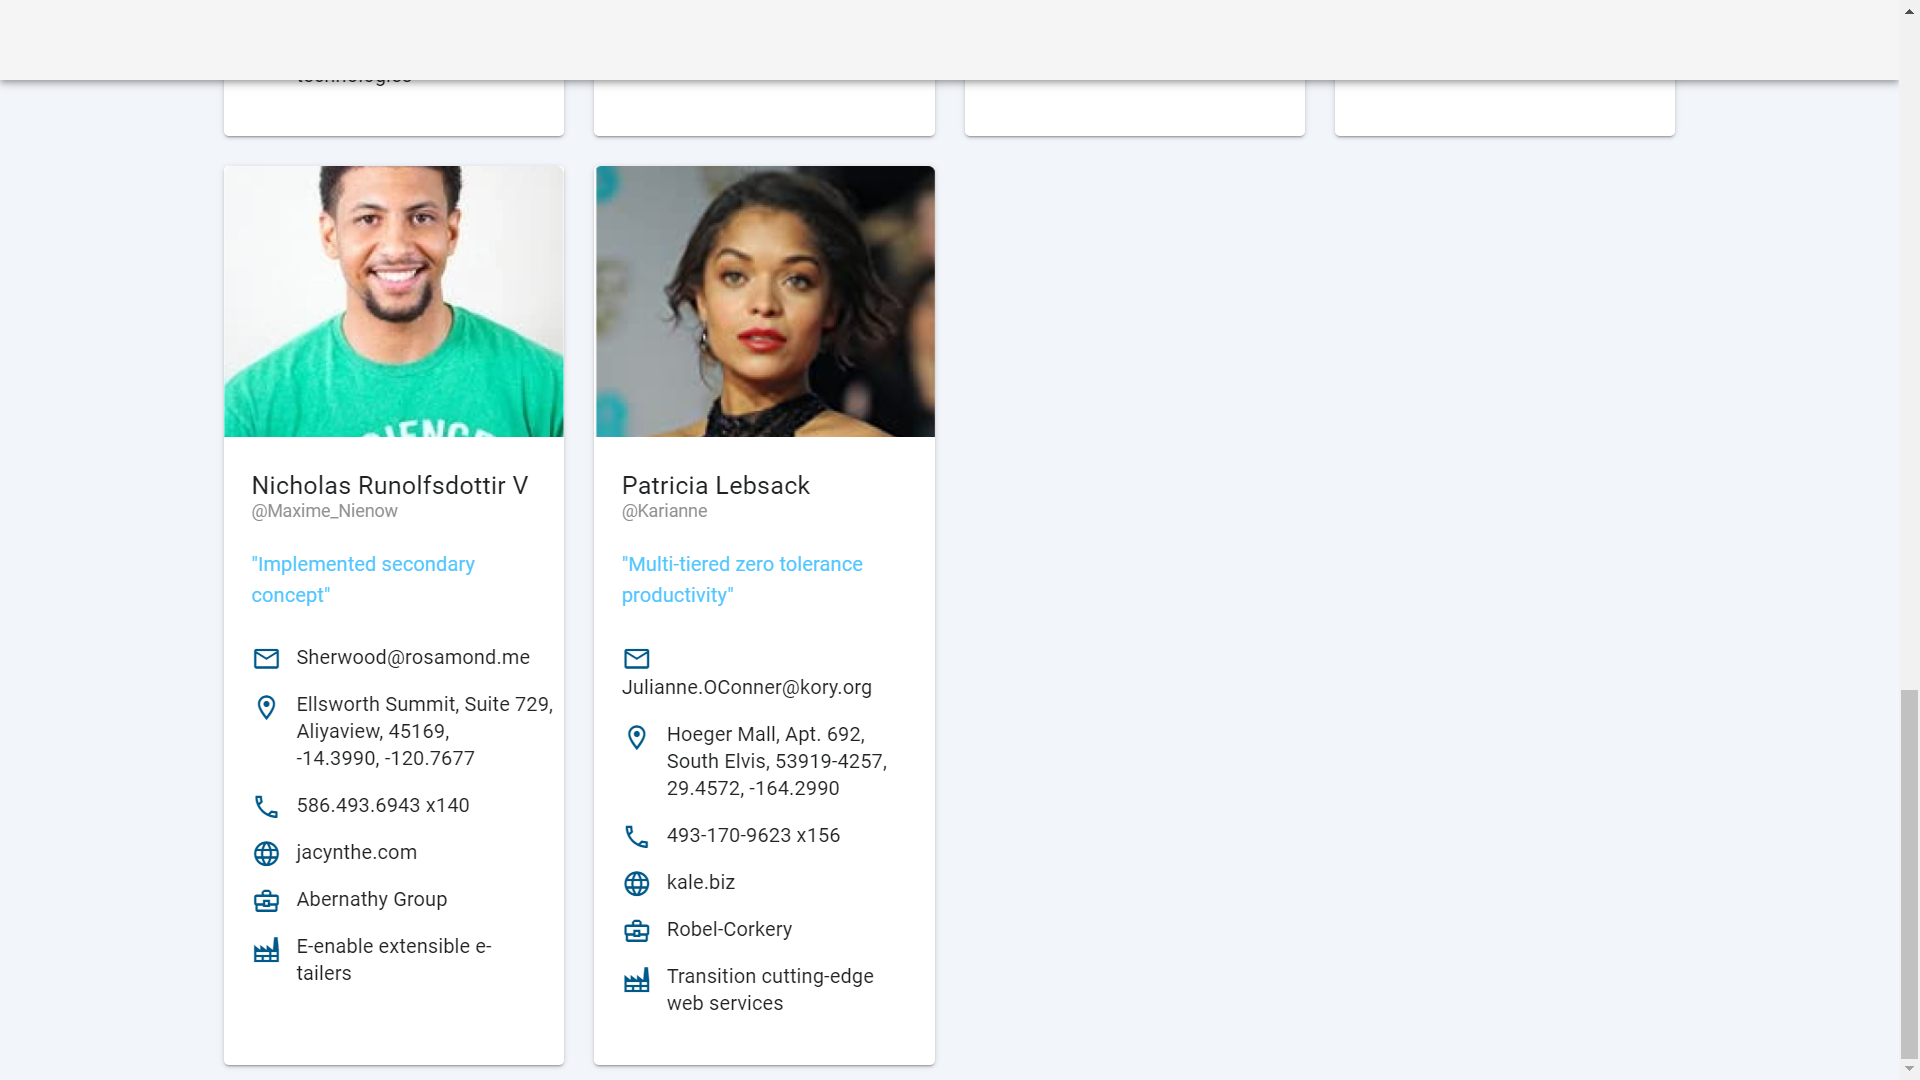 technologies
IENCE
Nicholas Runolfsdottir V
@Maxime_Nienow
"Implemented secondary
concept"
Sherwood@rosamond.me
Ellsworth Summit, Suite 729,
Aliyaview, 45169,
-14.3990, -120.7677
586.493.6943 x140
jacynthe.com
Abernathy Group
E-enable extensible e-
tailers
Patricia Lebsack
@Karianne
"Multi-tiered zero tolerance
productivity"
Julianne.OConner@kory.org
Hoeger Mall, Apt. 692,
South Elvis, 53919-4257,
29.4572, -164.2990
493-170-9623 x156
kale.biz
Robel-Corkery
Transition cutting-edge
web services